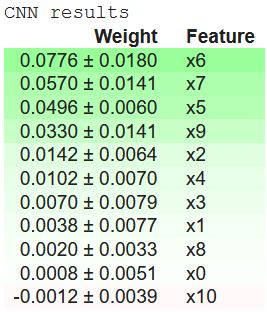 CNN results
Weight Feature
0.0776 ± 0.0180 x6
0.0570 ± 0.0141 x7
0.0496 ± 0.0060 x5
0.0330 ± 0.0141 x9
0.0142 ± 0.0064 x2
0.0102 ± 0.0070 x4
0.0070 ± 0.0079 x3
0.0038 ± 0.0077 x1
0.0020 ± 0.0033 x8
0.0008 ± 0.0051 x0
-0.0012 ± 0.0039 x10